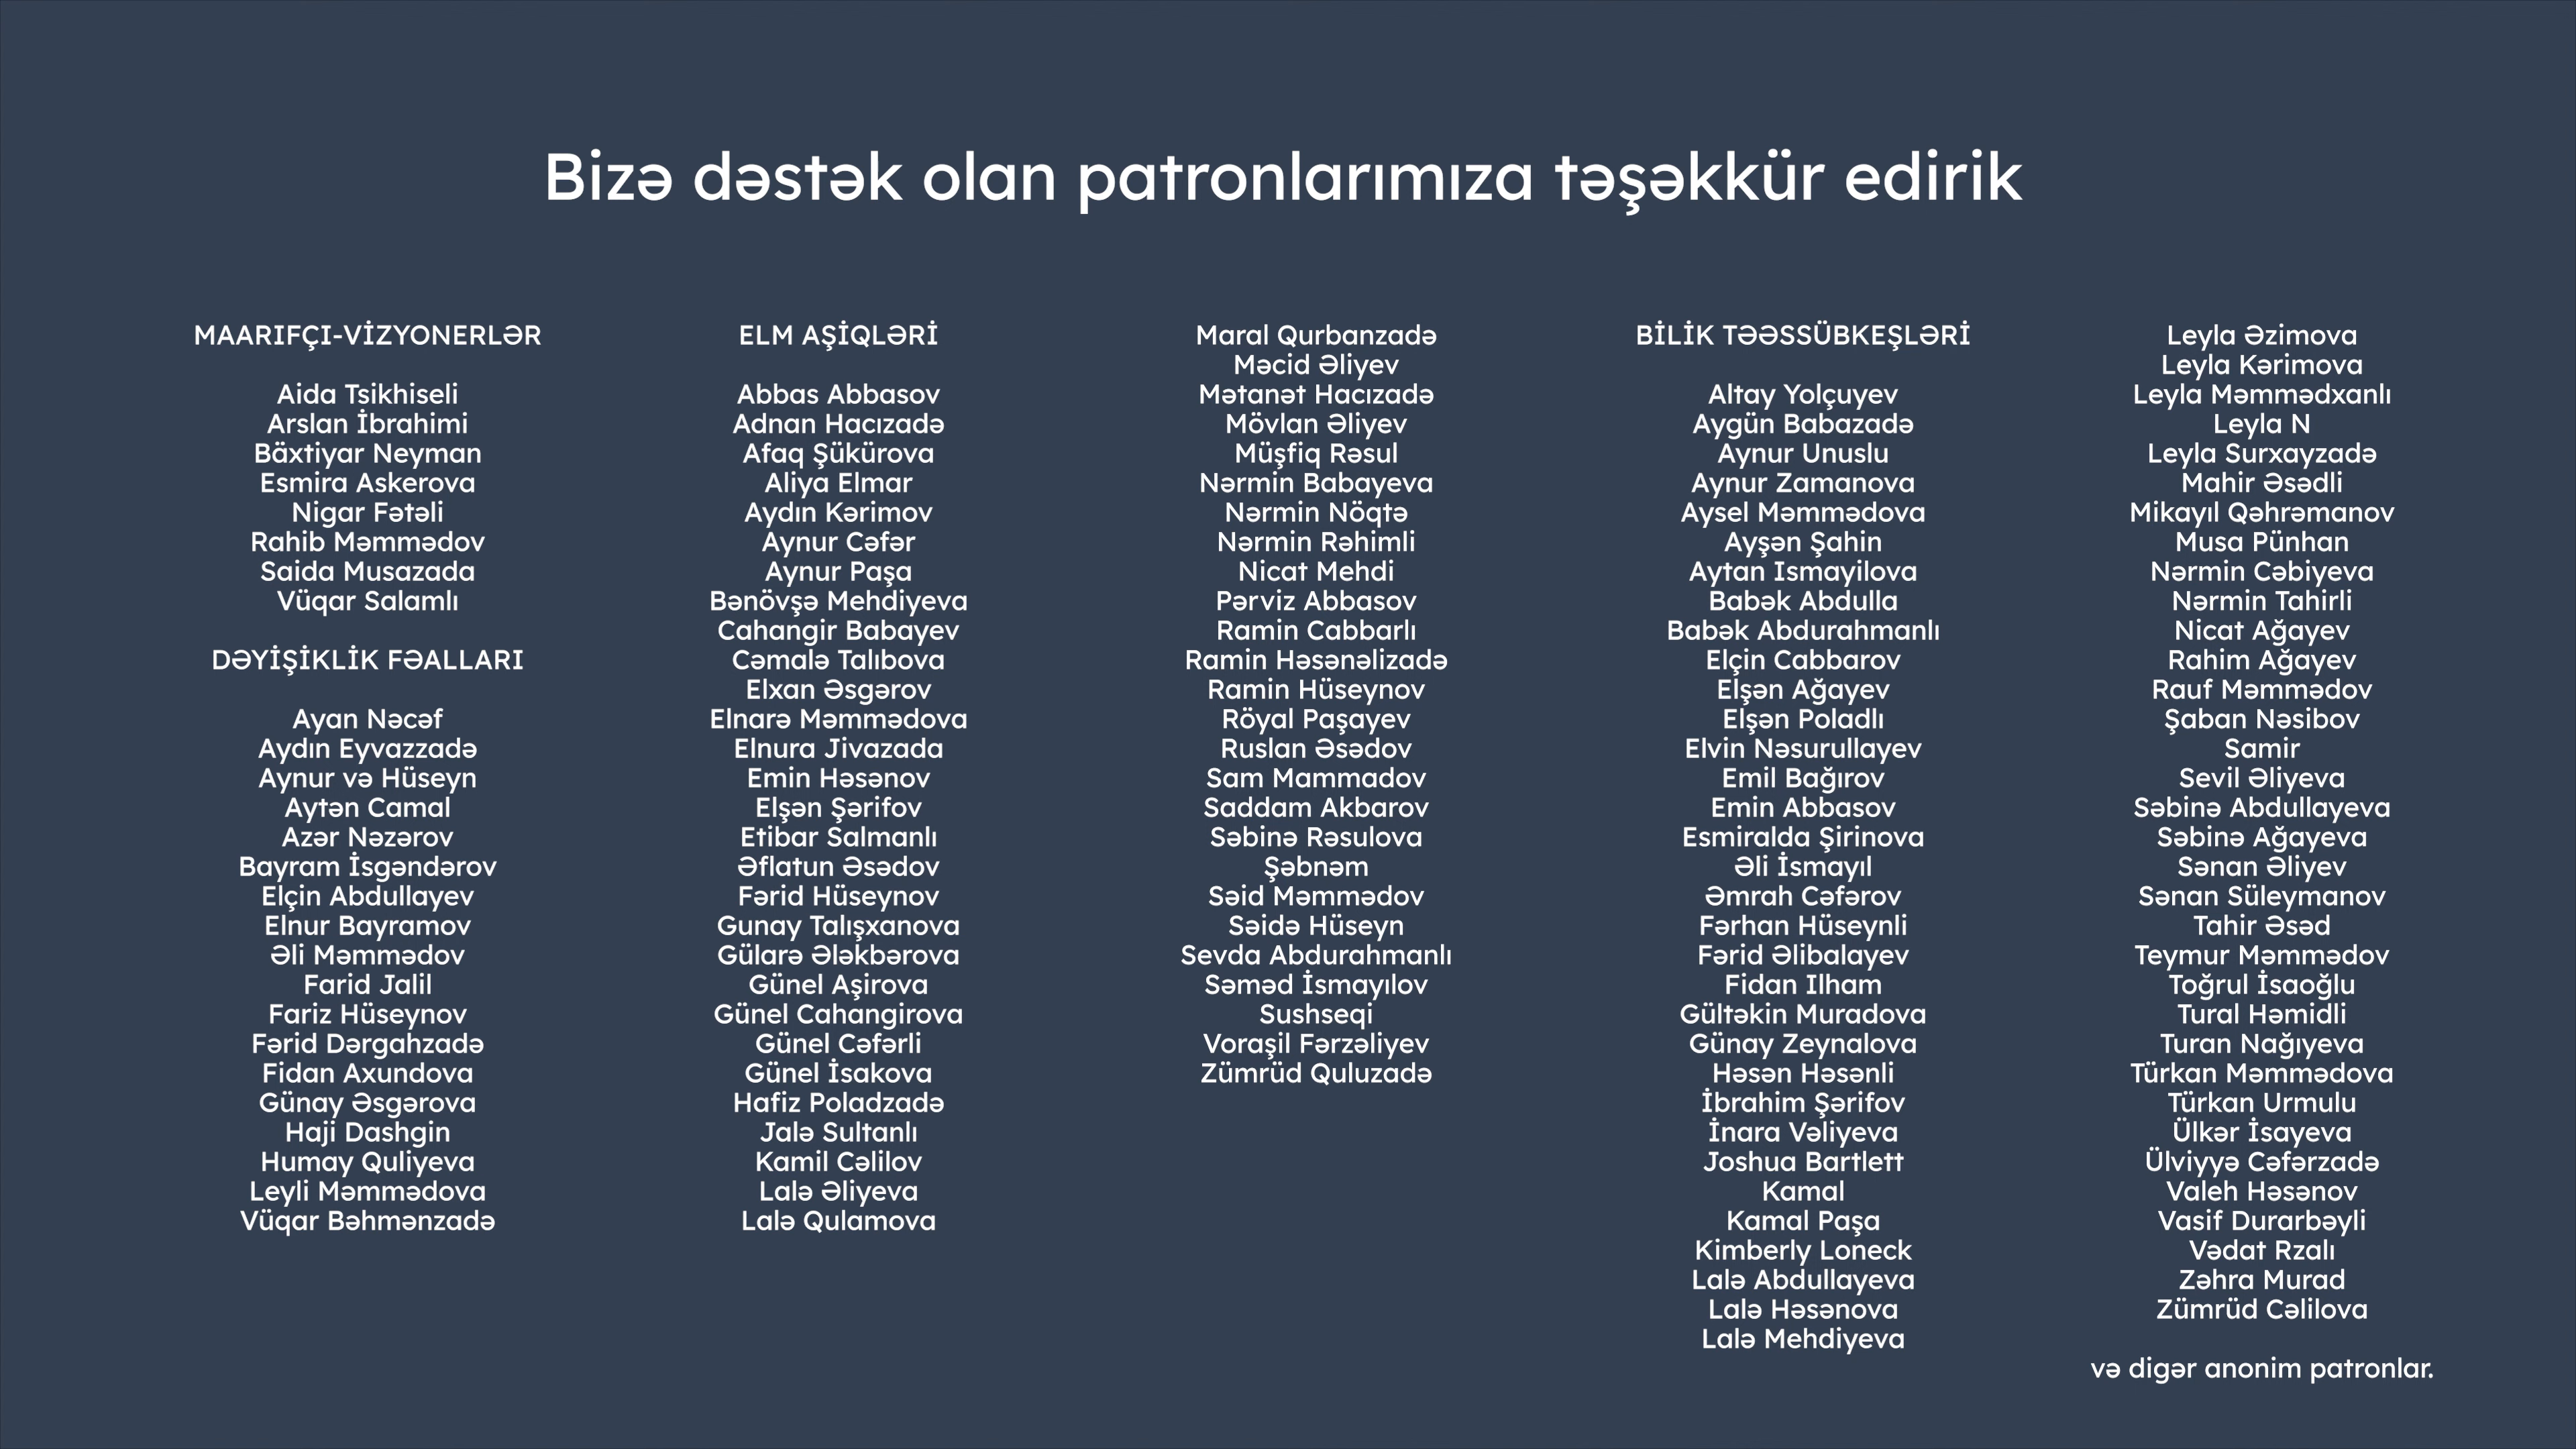 Bizə dəstək olan patronlarımıza təşəkkür edirik
MAARIFÇI-VİZYONERLƏR
Aida Tsikhiseli
Arslan İbrahimi
Bäxtiyar Neyman
Esmira Askerova
Nigar Fətəli
Rahib Məmmədov
Saida Musazada
Vüqar Salamlı
DƏYİŞİKLİK FƏALLARI
Ayan Nəcəf
Aydın Eyvazzadə
Aynur və Hüseyn
Aytən Camal
Azər Nəzərov
Bayram İsgəndərov
Elçin Abdullayev
Elnur Bayramov
Əli Məmmədov
Farid Jalil
Fariz Hüseynov
Fərid Dərgahzadə
Fidan Axundova
Günay Əsgərova
Haji Dashgin
Humay Quliyeva
Leyli Məmmədova
Vüqar Bəhmənzadə
ELM AŞİQLƏRİ
Abbas Abbasov
Adnan Hacızadə
Afaq Şükürova
Aliya Elmar
Aydın Kərimov
Aynur Cəfər
Aynur Paşa
Bənövşə Mehdiyeva
Cahangir Babayev
Cəmalə Talıbova
Elxan Əsgərov
Elnarə Məmmədova
Elnura Jivazada
Emin Həsənov
Elşən Şərifov
Etibar Salmanlı
Əflatun Əsədov
Fərid Hüseynov
Gunay Talışxanova
Gülarə Ələkbərova
Günel Aşirova
Günel Cahangirova
Günel Cəfərli
Günel İsakova
Hafiz Poladzadə
Jalə Sultanlı
Kamil Cəlilov
Lalə Əliyeva
Lalə Qulamova
Maral Qurbanzadə
Məcid Əliyev
Mətanət Hacızadə
Mövlan Əliyev
Müşfiq Rəsul
Nərmin Babayeva
Nərmin Nöqtə
Nərmin Rəhimli
Nicat Mehdi
Pərviz Abbasov
Ramin Cabbarlı
Ramin Həsənəlizadə
Ramin Hüseynov
Röyal Paşayev
Ruslan Əsədov
Sam Mammadov
Saddam Akbarov
Səbinə Rəsulova
Şəbnəm
Səid Məmmədov
Səidə Hüseyn
Sevda Abdurahmanlı
Səməd İsmayılov
Sushseqi
Voraşil Fərzəliyev
Zümrüd Quluzadə
BİLİK TƏƏSSÜBKEŞLƏRİ
Altay Yolçuyev
Aygün Babazadə
Aynur Unuslu
Aynur Zamanova
Aysel Məmmədova
Ayşən Şahin
Aytan Ismayilova
Babək Abdulla
Babək Abdurahmanlı
Elçin Cabbarov
Elşən Ağayev
Elşən Poladlı
Elvin Nəsurullayev
Emil Bağırov
Emin Abbasov
Esmiralda Şirinova
Əli İsmayıl
Əmrah Cəfərov
Fərhan Hüseynli
Fərid Əlibalayev
Fidan Ilham
Gültəkin Muradova
Günay Zeynalova
Həsən Həsənli
İbrahim Şərifov
İnara Vəliyeva
Joshua Bartlett
Kamal
Kamal Paşa
Kimberly Loneck
Lalə Abdullayeva
Lalə Həsənova
Lalə Mehdiyeva
Leyla Əzimova
Leyla Kərimova
Leyla Məmmədxanlı
Leyla N
Leyla Surxayzadə
Mahir Əsədli
Mikayıl Qəhrəmanov
Musa Pünhan
Nərmin Cəbiyeva
Nərmin Tahirli
Nicat Ağayev
Rahim Ağayev
Rauf Məmmədov
Şaban Nəsibov
Samir
Sevil Əliyeva
Səbinə Abdullayeva
Səbinə Ağayeva
Sənan Əliyev
Sənan Süleymanov
Tahir Əsəd
Teymur Məmmədov
Toğrul İsaoğlu
Tural Həmidli
Turan Nağıyeva
Türkan Məmmədova
Türkan Urmulu
Ülkər İsayeva
Ülviyyə Cəfərzadə
Valeh Həsənov
Vasif Durarbəyli
Vədat Rzalı
Zəhra Murad
Zümrüd Cəlilova
və digər anonim patronlar.